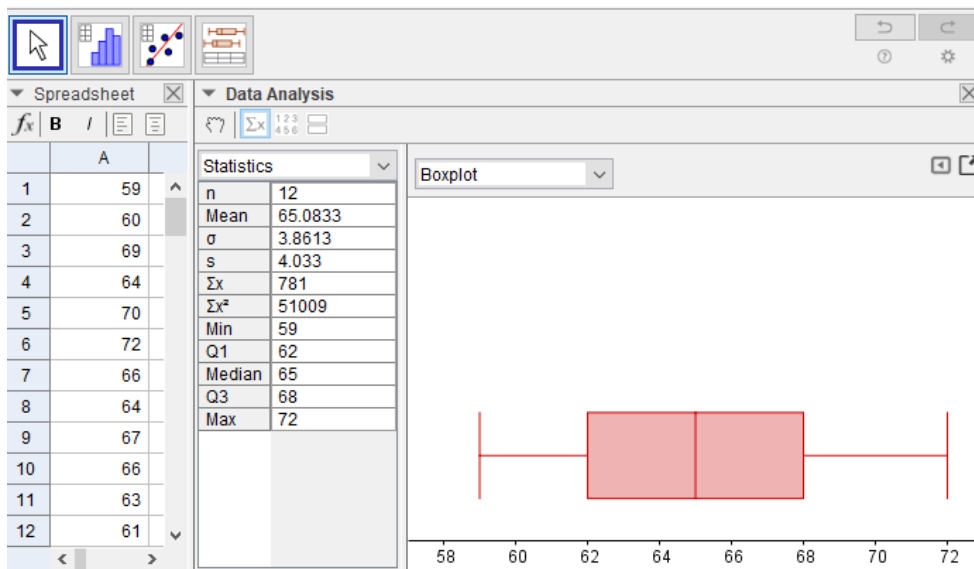 Spreadsheet
Data Analysis
fx B I
Σx 123 456
A
1 59
2 60
3 69
4 64
5 70
6 72
7 66
8 64
9 67
10 66
11 63
12 61
Statistics
n 12
Mean 65.0833
σ 3.8613
s 4.033
Σx 781
Σx² 51009
Min 59
Q1 62
Median 65
Q3 68
Max 72
Boxplot
58 60 62 64 66 68 70 72